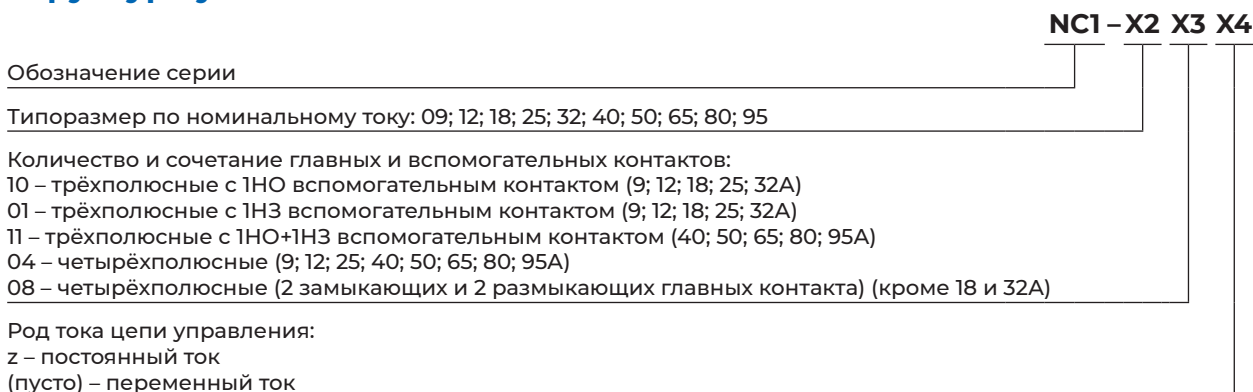 NC1 – X2 X3 X4
Обозначение серии
Типоразмер по номинальному току: 09; 12; 18; 25; 32; 40; 50; 65; 80; 95
Количество и сочетание главных и вспомогательных контактов:
10 – трёхполюсные с 1НО вспомогательным контактом (9; 12; 18; 25; 32А)
01 – трёхполюсные с 1НЗ вспомогательным контактом (9; 12; 18; 25; 32А)
11 – трёхполюсные с 1НО+1НЗ вспомогательным контактом (40; 50; 65; 80; 95А)
04 – четырёхполюсные (9; 12; 25; 40; 50; 65; 80; 95А)
08 – четырёхполюсные (2 замыкающих и 2 размыкающих главных контакта) (кроме 18 и 32А)
Род тока цепи управления:
z – постоянный ток
(пусто) – переменный ток